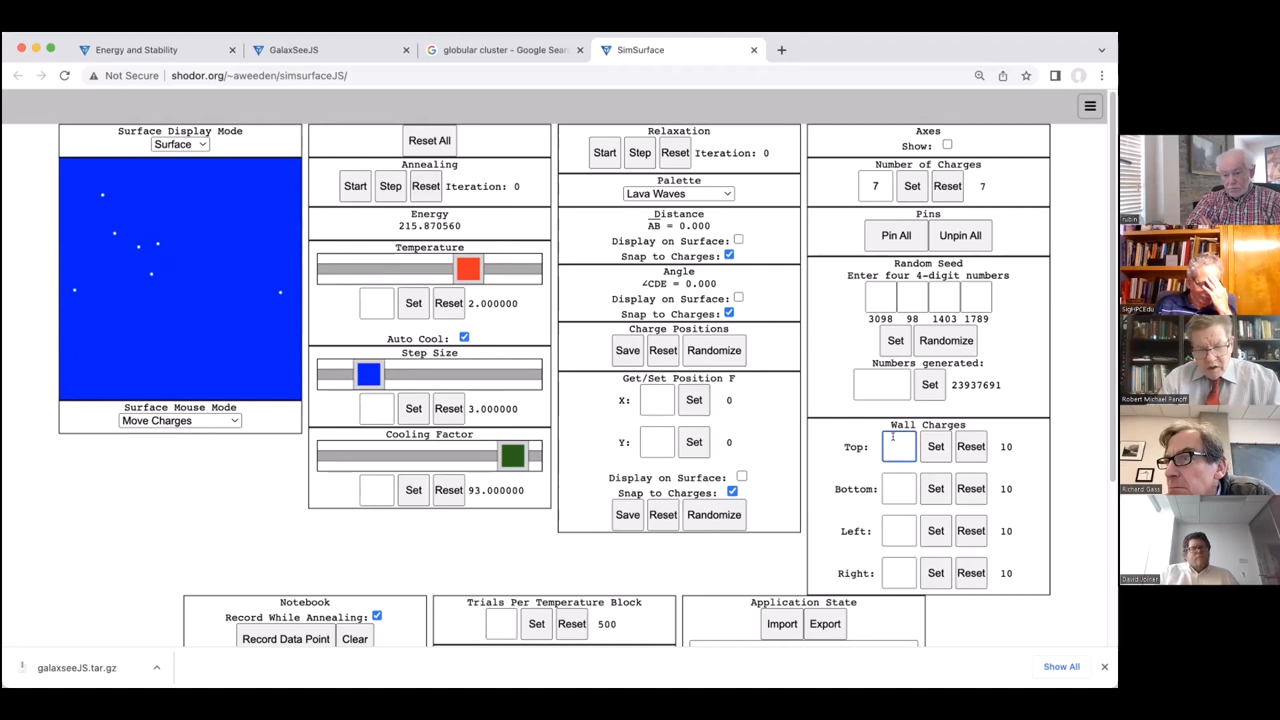 Energy and Stability
GalaxSeeJS
globular cluster - Google Sear
SimSurface
Not Secure
shodor.org/~aweeden/simsurfaceJS/
Surface Display Mode
Surface
Surface Mouse Mode
Move Charges
Reset All
Annealing
Start Step Reset Iteration: 0
Energy
215.870560
Temperature
Set Reset 2.000000
Auto Cool:
Step Size
Set Reset 3.000000
Cooling Factor
Set Reset 93.000000
Relaxation
Start Step Reset Iteration: 0
Palette
Lava Waves
Distance
AB = 0.000
Display on Surface:
Snap to Charges:
Angle
∠CDE = 0.000
Display on Surface:
Snap to Charges:
Charge Positions
Save Reset Randomize
Get/Set Position F
X: Set 0
Y: Set 0
Display on Surface:
Snap to Charges:
Save Reset Randomize
Axes
Show:
Number of Charges
7 Set Reset 7
Pins
Pin All Unpin All
Random Seed
Enter four 4-digit numbers
3098 98 1403 1789
Set Randomize
Numbers generated:
Set 23937691
Wall Charges
Top: Set Reset 10
Bottom: Set Reset 10
Left: Set Reset 10
Right: Set Reset 10
Notebook
Record While Annealing:
Record Data Point Clear
Trials Per Temperature Block
Set Reset 500
Application State
Import Export
galaxseeJS.tar.gz
Show All
rubin
SigHPCEdu
Robert Michael Panoff
Richard Gass
David Joiner